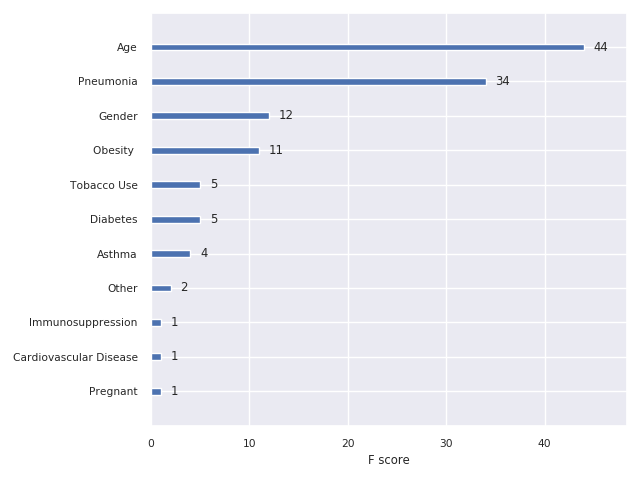 Age 44
Pneumonia 34
Gender 12
Obesity 11
Tobacco Use 5
Diabetes 5
Asthma 4
Other 2
Immunosuppression 1
Cardiovascular Disease 1
Pregnant 1
0 10 20 30 40
F score